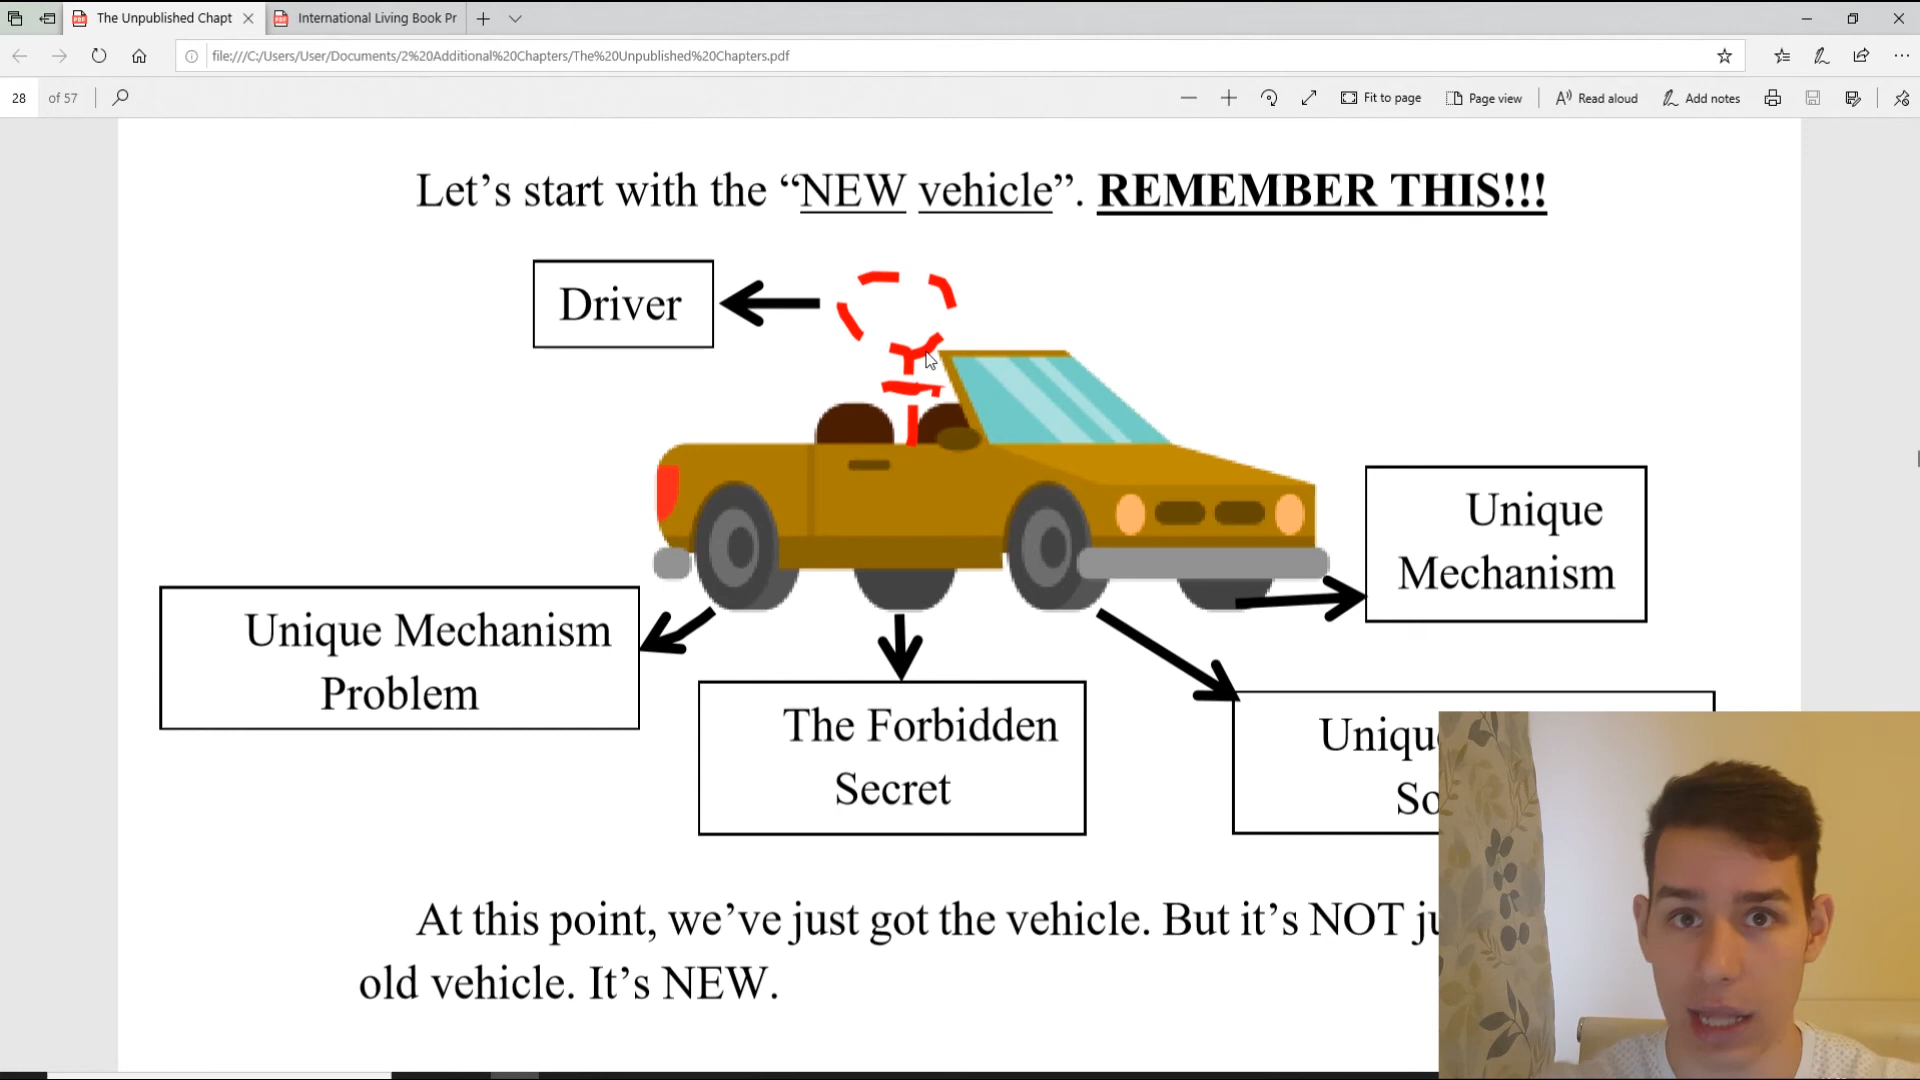 The Unpublished Chapt
International Living Book Pr
file:///C:/Users/User/Documents/2%20Additional%20Chapters/The%20Unpublished%20Chapters.pdf
28 of 57
Fit to page
Page view
Read aloud
Add notes
Let's start with the “NEW vehicle”. REMEMBER THIS!!!
Driver
Unique
Mechanism
Unique Mechanism
Problem
The Forbidden
Secret
At this point, we've just got the vehicle. But it's NOT
old vehicle. It's NEW.